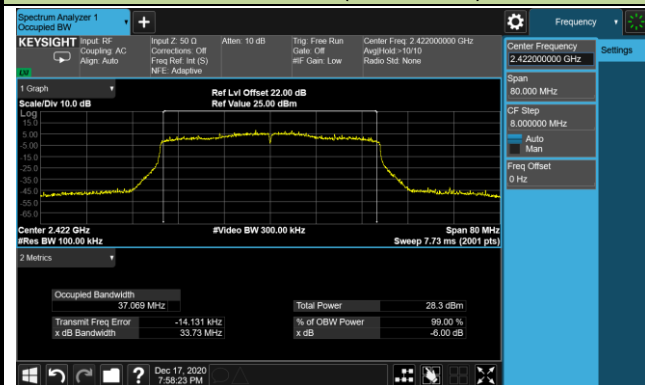 Spectrum Analyzer 1
Occupied BW
+
Frequency
KEYSIGHT
Input: RF
Coupling: AC
Align: Auto
Input Z: 50 Ω
Corrections: Off
Freq Ref: Int (S)
NFE: Adaptive
Atten: 10 dB
Trig: Free Run
Gate: Off
#IF Gain: Low
Center Freq: 2.422000000 GHz
Avg|Hold:>10/10
Radio Std: None
LV
Center Frequency
2.422000000 GHz
Settings
Span
80.000 MHz
CF Step
8.000000 MHz
Auto
Man
Freq Offset
0 Hz
1 Graph
Scale/Div 10.0 dB
Ref Lvl Offset 22.00 dB
Ref Value 25.00 dBm
Log
15.0
5.00
-5.00
-15.0
-25.0
-35.0
-45.0
-55.0
-65.0
Center 2.422 GHz
#Video BW 300.00 kHz
Span 80 MHz
#Res BW 100.00 kHz
Sweep 7.73 ms (2001 pts)
2 Metrics
Occupied Bandwidth
37.069 MHz
Total Power 28.3 dBm
Transmit Freq Error -14.131 kHz
% of OBW Power 99.00 %
x dB Bandwidth 33.73 MHz
x dB -6.00 dB
?
Dec 17, 2020
7:58:23 PM